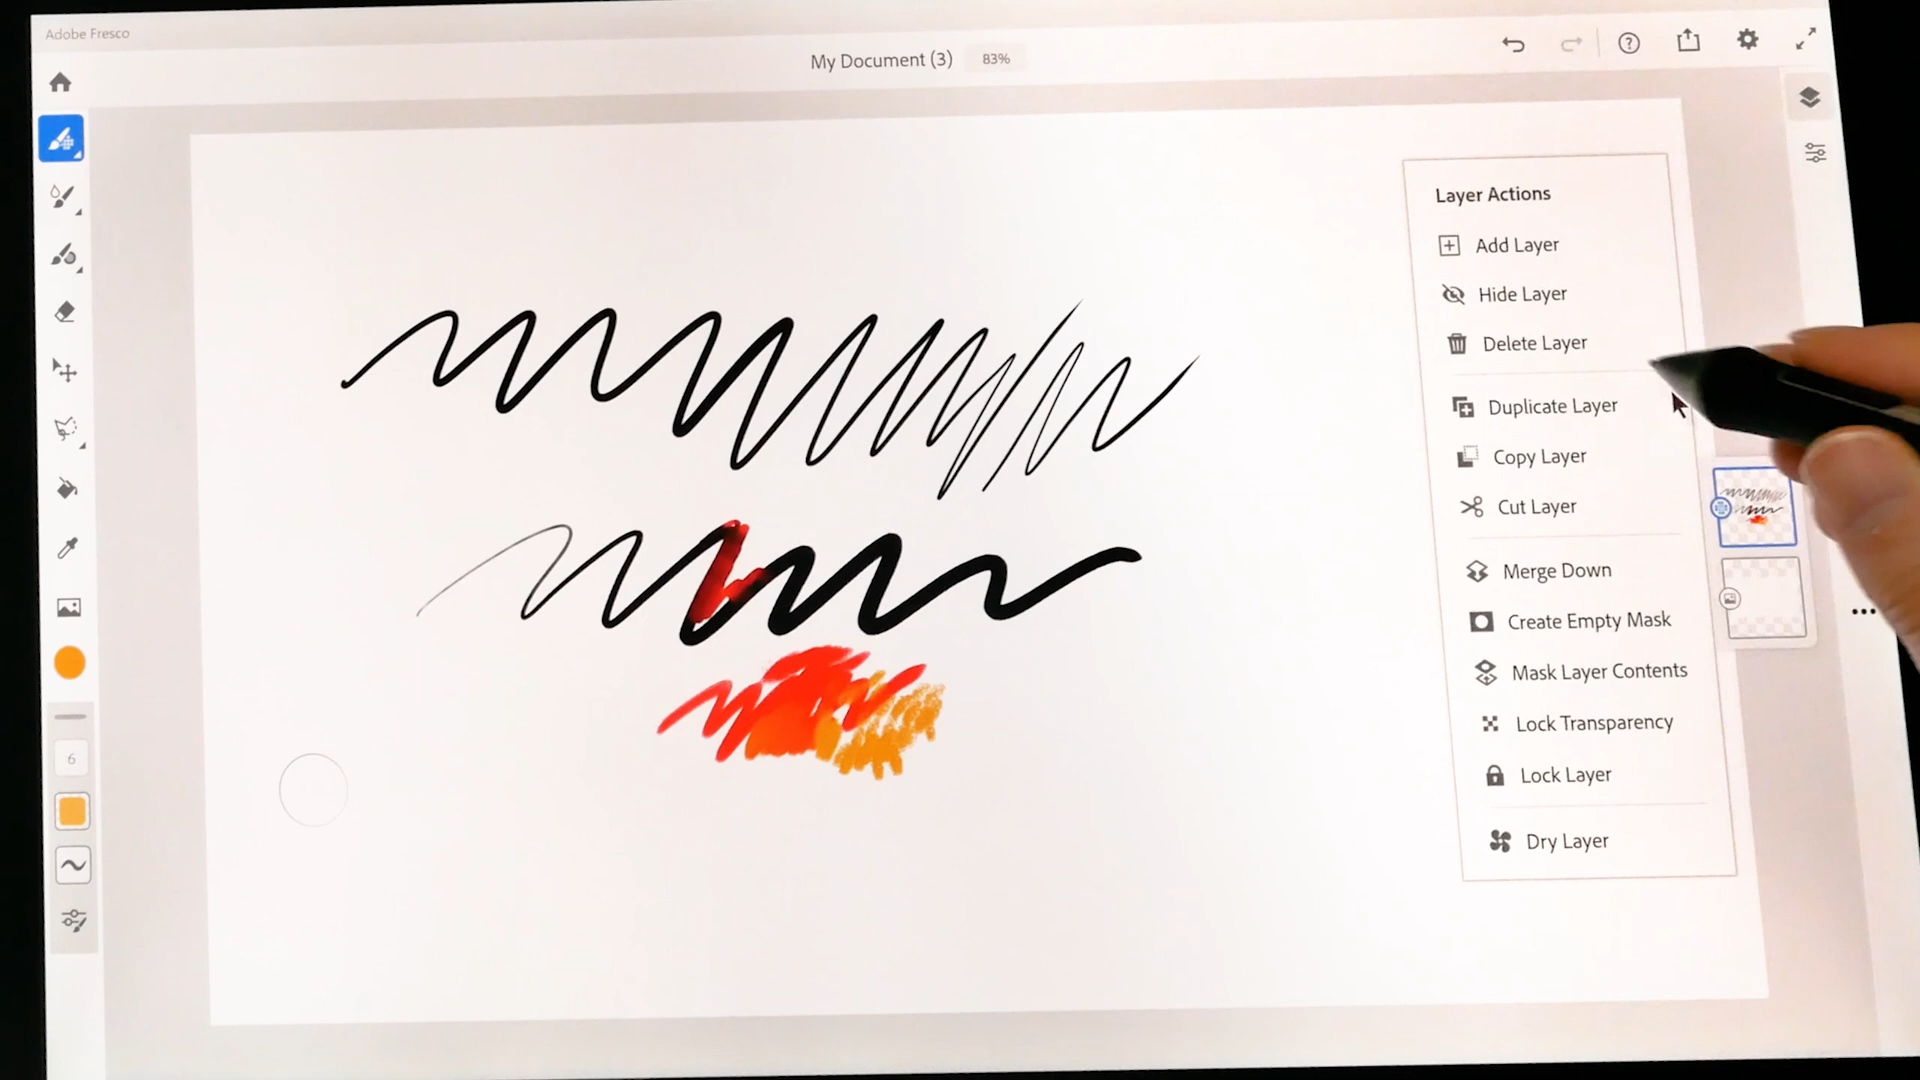 Adobe Fresco
My Document (3) 83%
Layer Actions
Add Layer
Hide Layer
Delete Layer
Duplicate Layer
Copy Layer
Cut Layer
Merge Down
Create Empty Mask
Mask Layer Contents
Lock Transparency
Lock Layer
Dry Layer
6